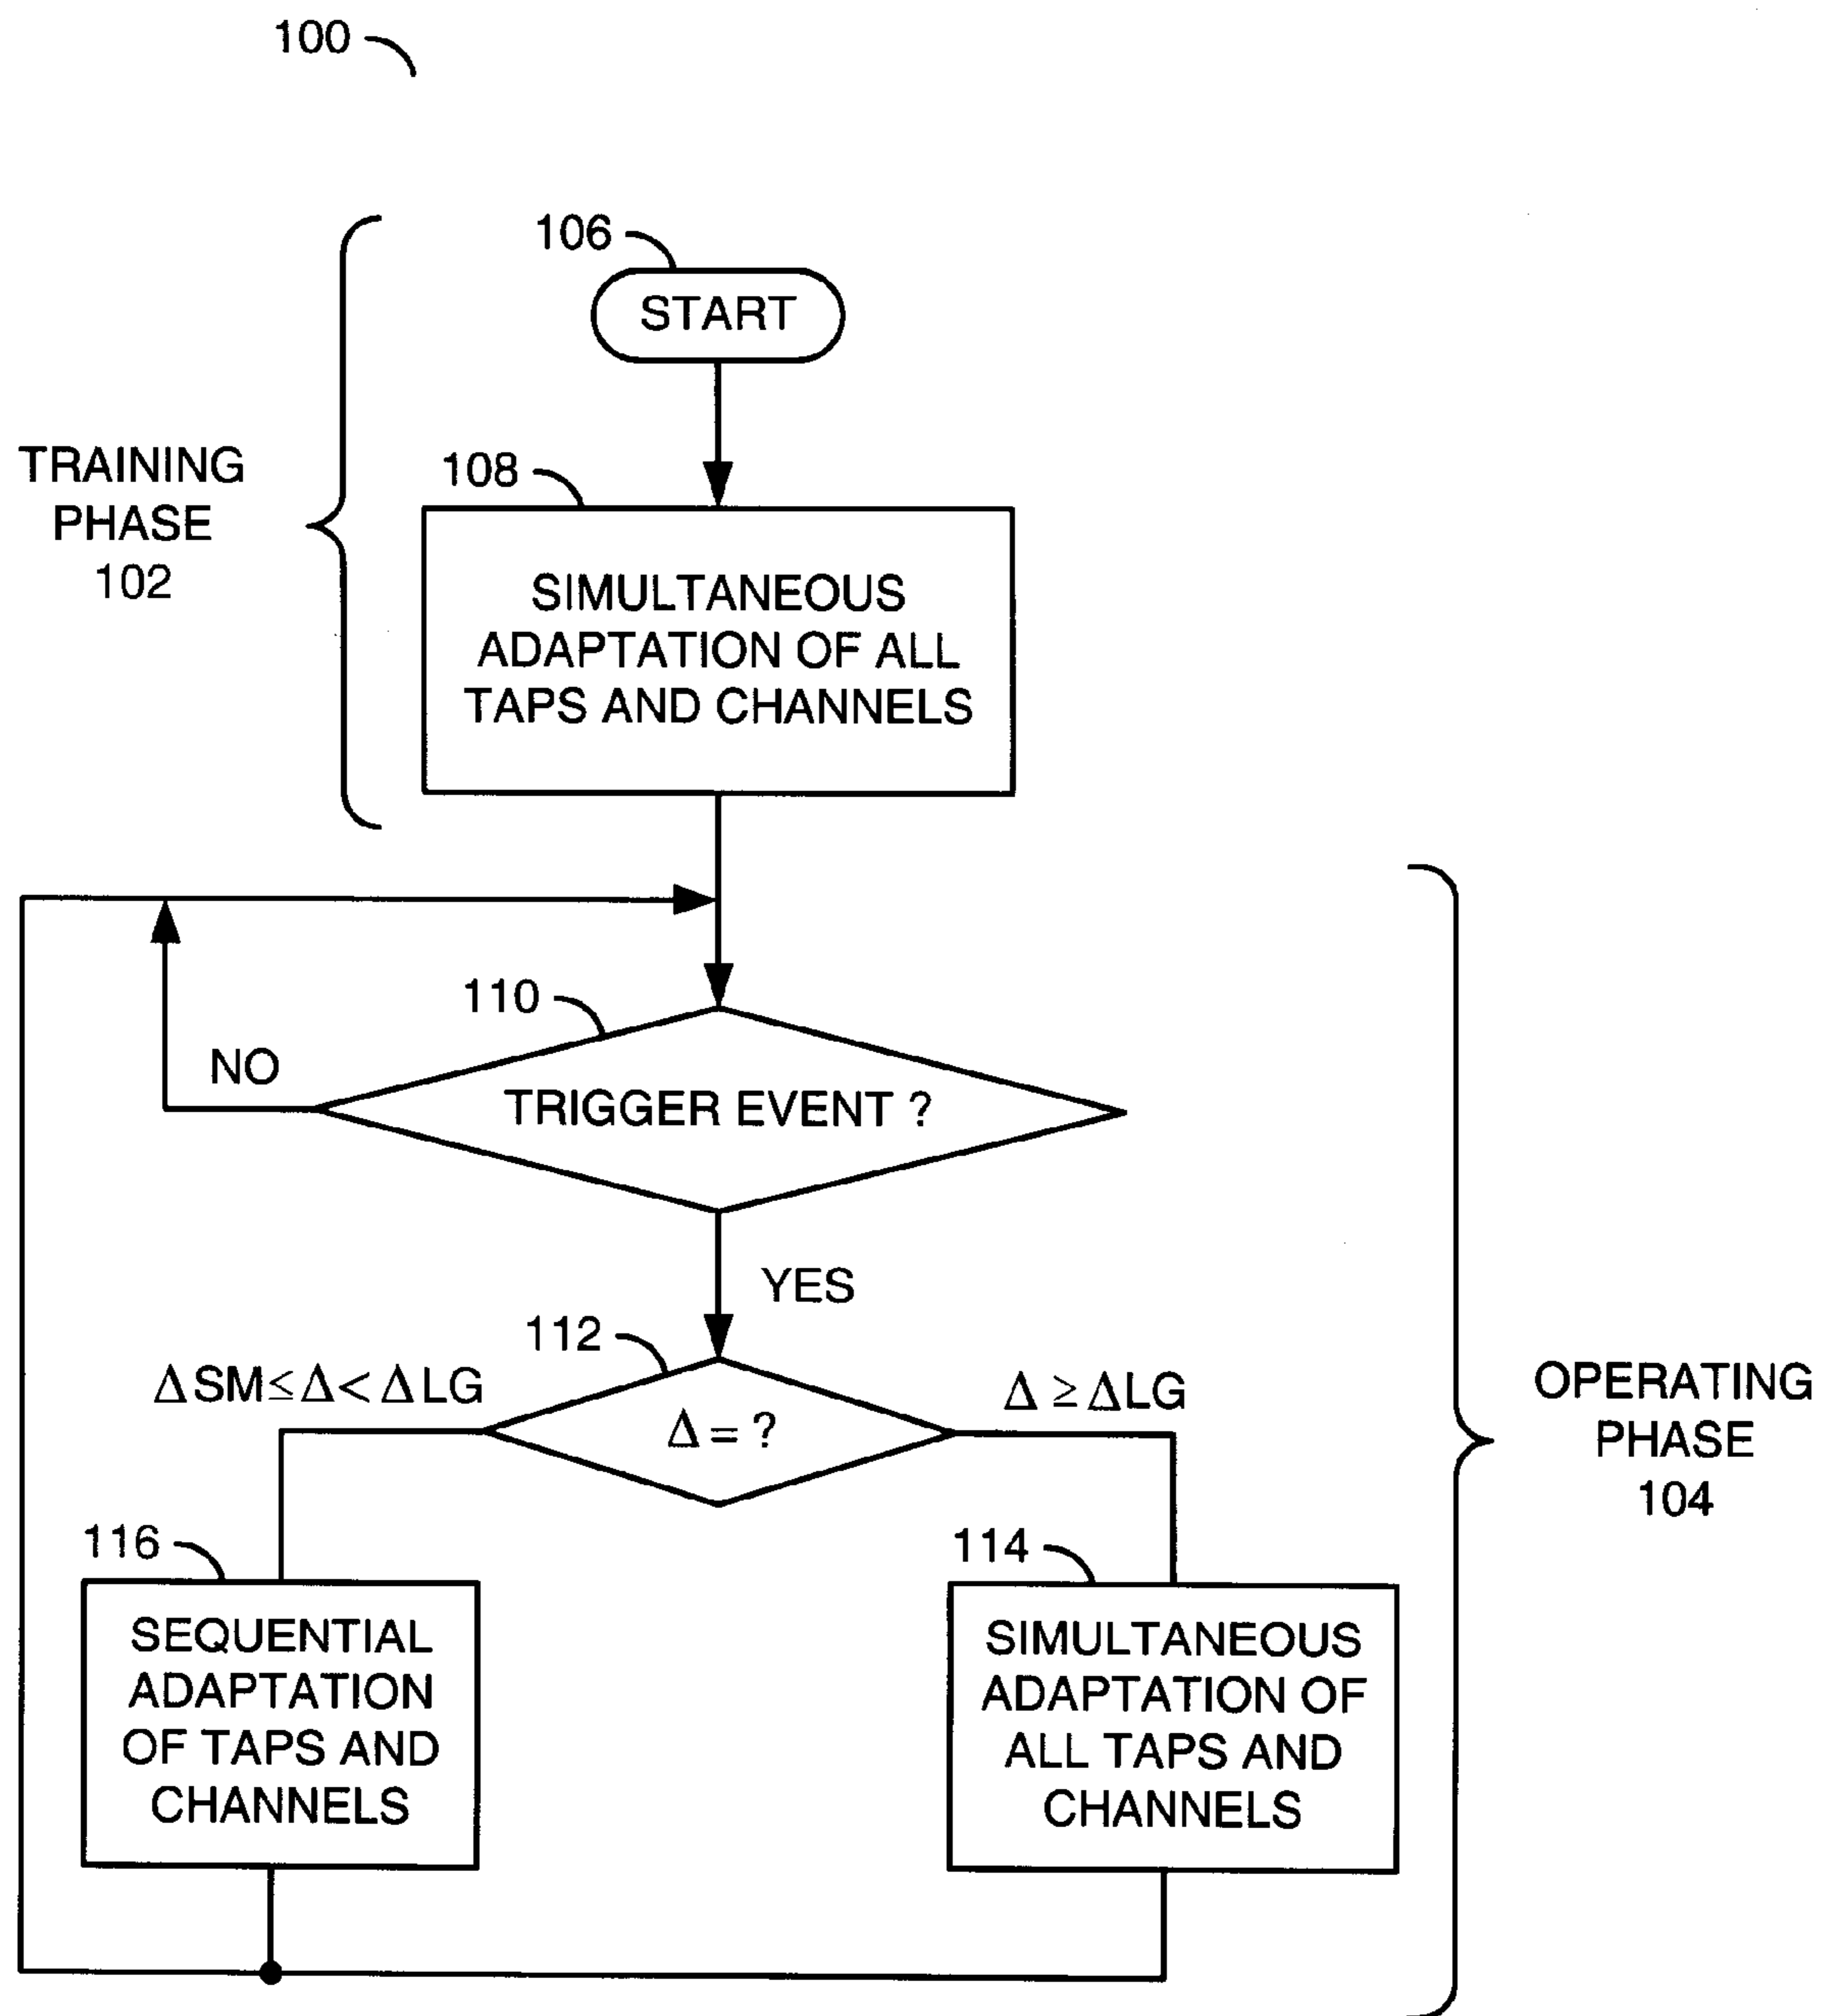 100
106
START
TRAINING
PHASE
102
108
SIMULTANEOUS
ADAPTATION OF ALL
TAPS AND CHANNELS
110
NO
TRIGGER EVENT ?
YES
112
ΔSM≤Δ<ΔLG
Δ = ?
Δ ≥ ΔLG
OPERATING
PHASE
104
116
SEQUENTIAL
ADAPTATION
OF TAPS AND
CHANNELS
114
SIMULTANEOUS
ADAPTATION OF
ALL TAPS AND
CHANNELS